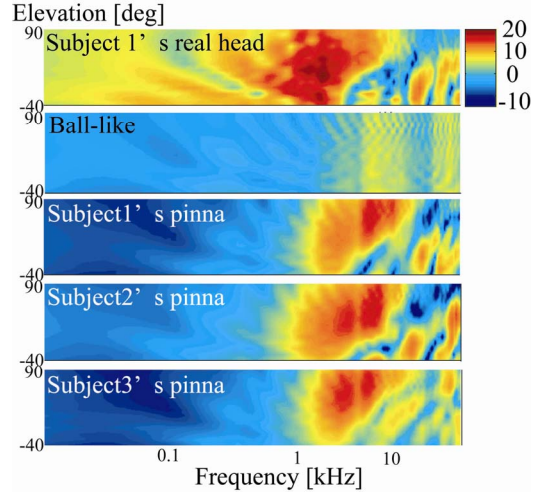 Elevation [deg]
90
Subject 1’ s real head
-40
20
10
0
-10
90
Ball-like
-40
90
Subject1’ s pinna
-40
90
Subject2’ s pinna
-40
90
Subject3’ s pinna
-40
0.1
1
10
Frequency [kHz]